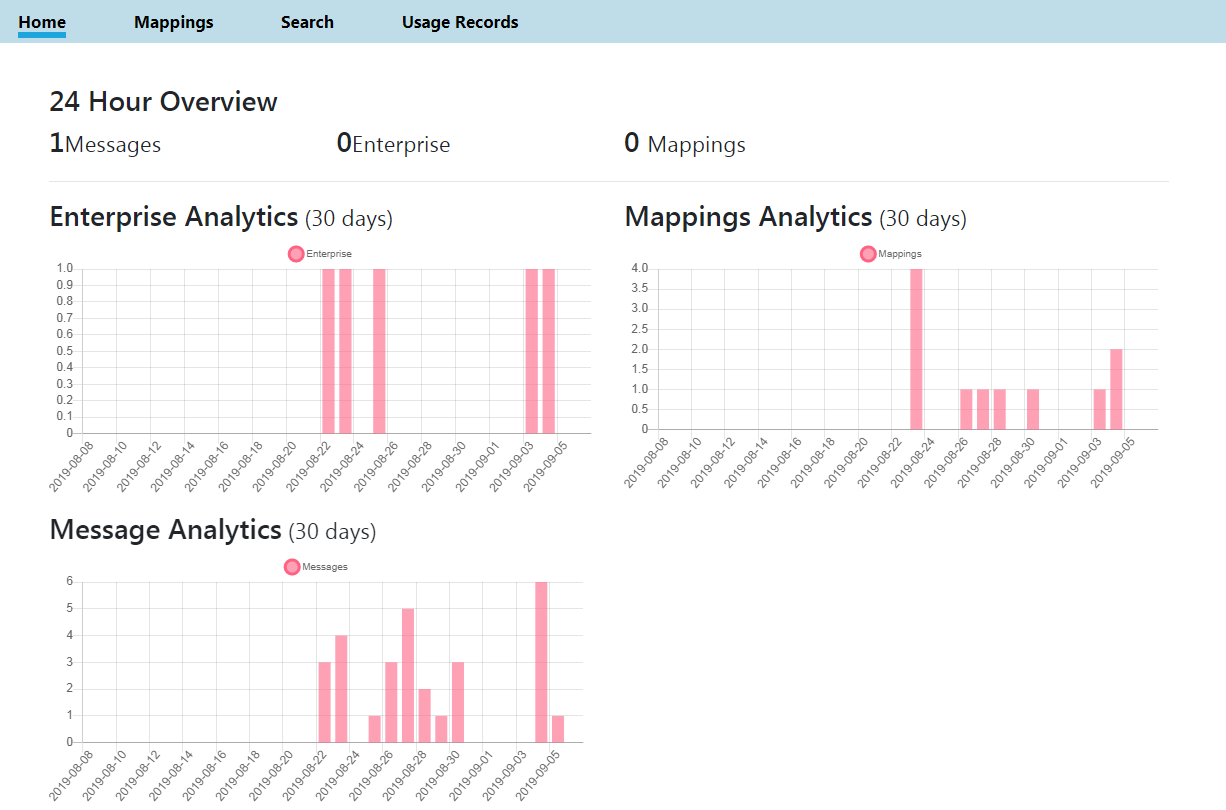 Home Mappings Search Usage Records
24 Hour Overview
1Messages 0Enterprise 0 Mappings
Enterprise Analytics (30 days)
Enterprise
1.0
0.9
0.8
0.7
0.6
0.5
0.4
0.3
0.2
0.1
0
2019-08-08 2019-08-10 2019-08-12 2019-08-14 2019-08-16 2019-08-18 2019-08-20 2019-08-22 2019-08-24 2019-08-26 2019-08-28 2019-08-30 2019-09-01 2019-09-03 2019-09-05
Mappings Analytics (30 days)
Mappings
4.0
3.5
3.0
2.5
2.0
1.5
1.0
0.5
0
2019-08-08 2019-08-10 2019-08-12 2019-08-14 2019-08-16 2019-08-18 2019-08-20 2019-08-22 2019-08-24 2019-08-26 2019-08-28 2019-08-30 2019-09-01 2019-09-03 2019-09-05
Message Analytics (30 days)
Messages
6
5
4
3
2
1
0
2019-08-08 2019-08-10 2019-08-12 2019-08-14 2019-08-16 2019-08-18 2019-08-20 2019-08-22 2019-08-24 2019-08-26 2019-08-28 2019-08-30 2019-09-01 2019-09-03 2019-09-05